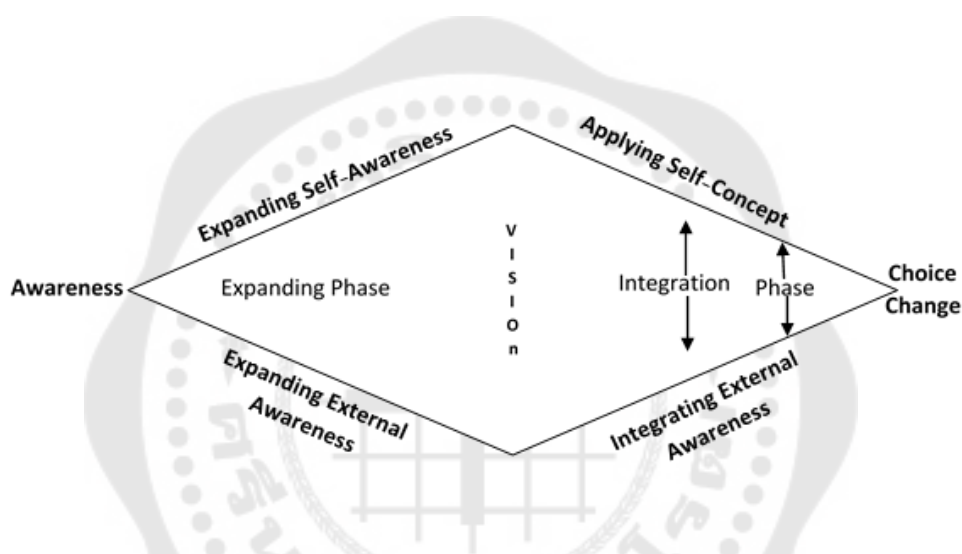 Expanding Self-Awareness
Applying Self-Concept
V
I
S
I
O
n
Awareness
Expanding Phase
Integration
Phase
Choice
Change
Expanding External
Awareness
Integrating External
Awareness